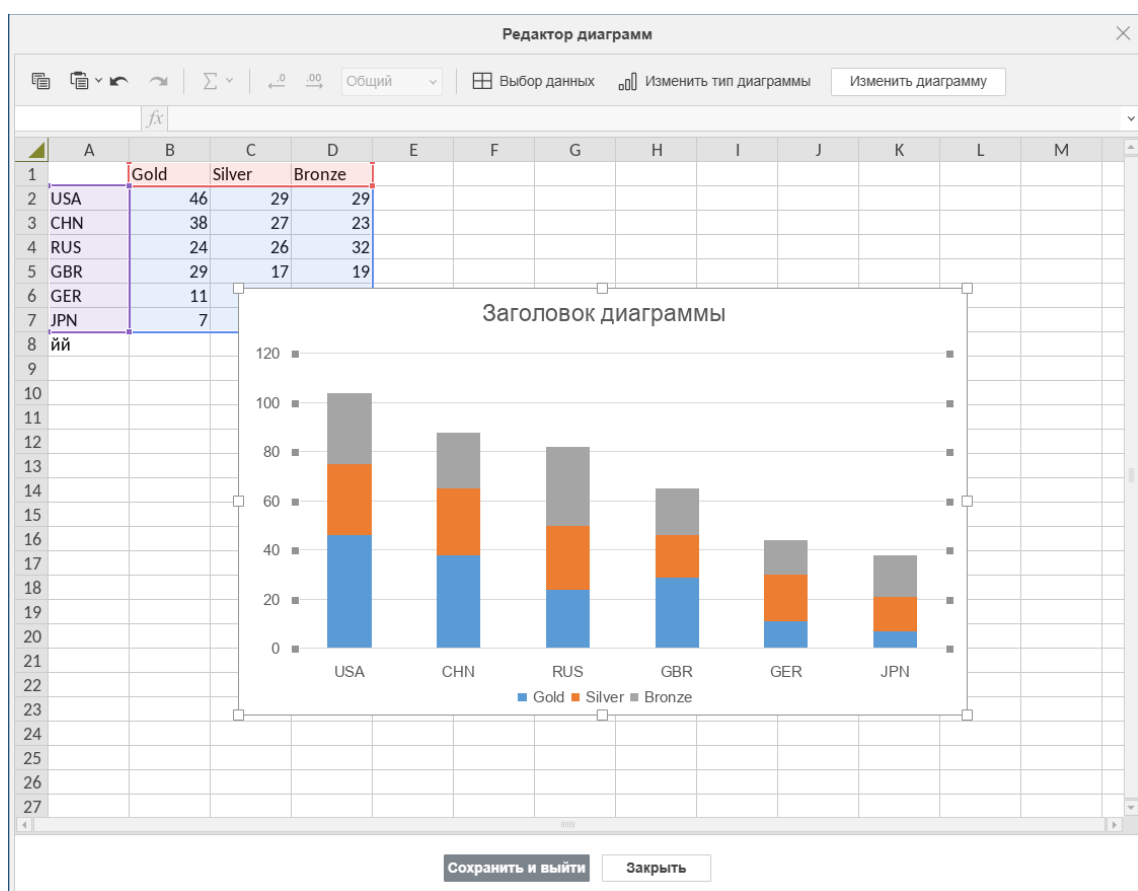 Редактор диаграмм
Общий Выбор данных Изменить тип диаграммы Изменить диаграмму
fx
A B C D E F G H I J K L M
1 Gold Silver Bronze
2 USA 46 29 29
3 CHN 38 27 23
4 RUS 24 26 32
5 GBR 29 17 19
6 GER 11
7 JPN 7
8 йй
9
10
11
12
13
14
15
16
17
18
19
20
21
22
23
24
25
26
27
Заголовок диаграммы
120
100
80
60
40
20
0
USA CHN RUS GBR GER JPN
Gold Silver Bronze
Сохранить и выйти Закрыть